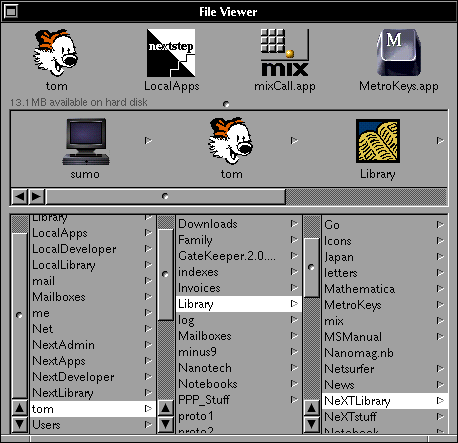 File Viewer
nextstep
mix
M
tom
LocalApps
mixCall.app
MetroKeys.app
13.1MB available on hard disk
sumo
tom
Library
Library
LocalApps
LocalDeveloper
LocalLibrary
mail
Mailboxes
me
Net
NextAdmin
NextApps
NextDeveloper
NextLibrary
tom
Users
Downloads
Family
GateKeeper.2.0....
indexes
Invoices
Library
log
Mailboxes
minus9
Nanotech
Notebooks
PPP_Stuff
proto1
proto2
Go
Icons
Japan
letters
Mathematica
MetroKeys
mix
MSManual
Nanomag.nb
Netsurfer
News
NeXTLibrary
NeXTstuff
Notebook